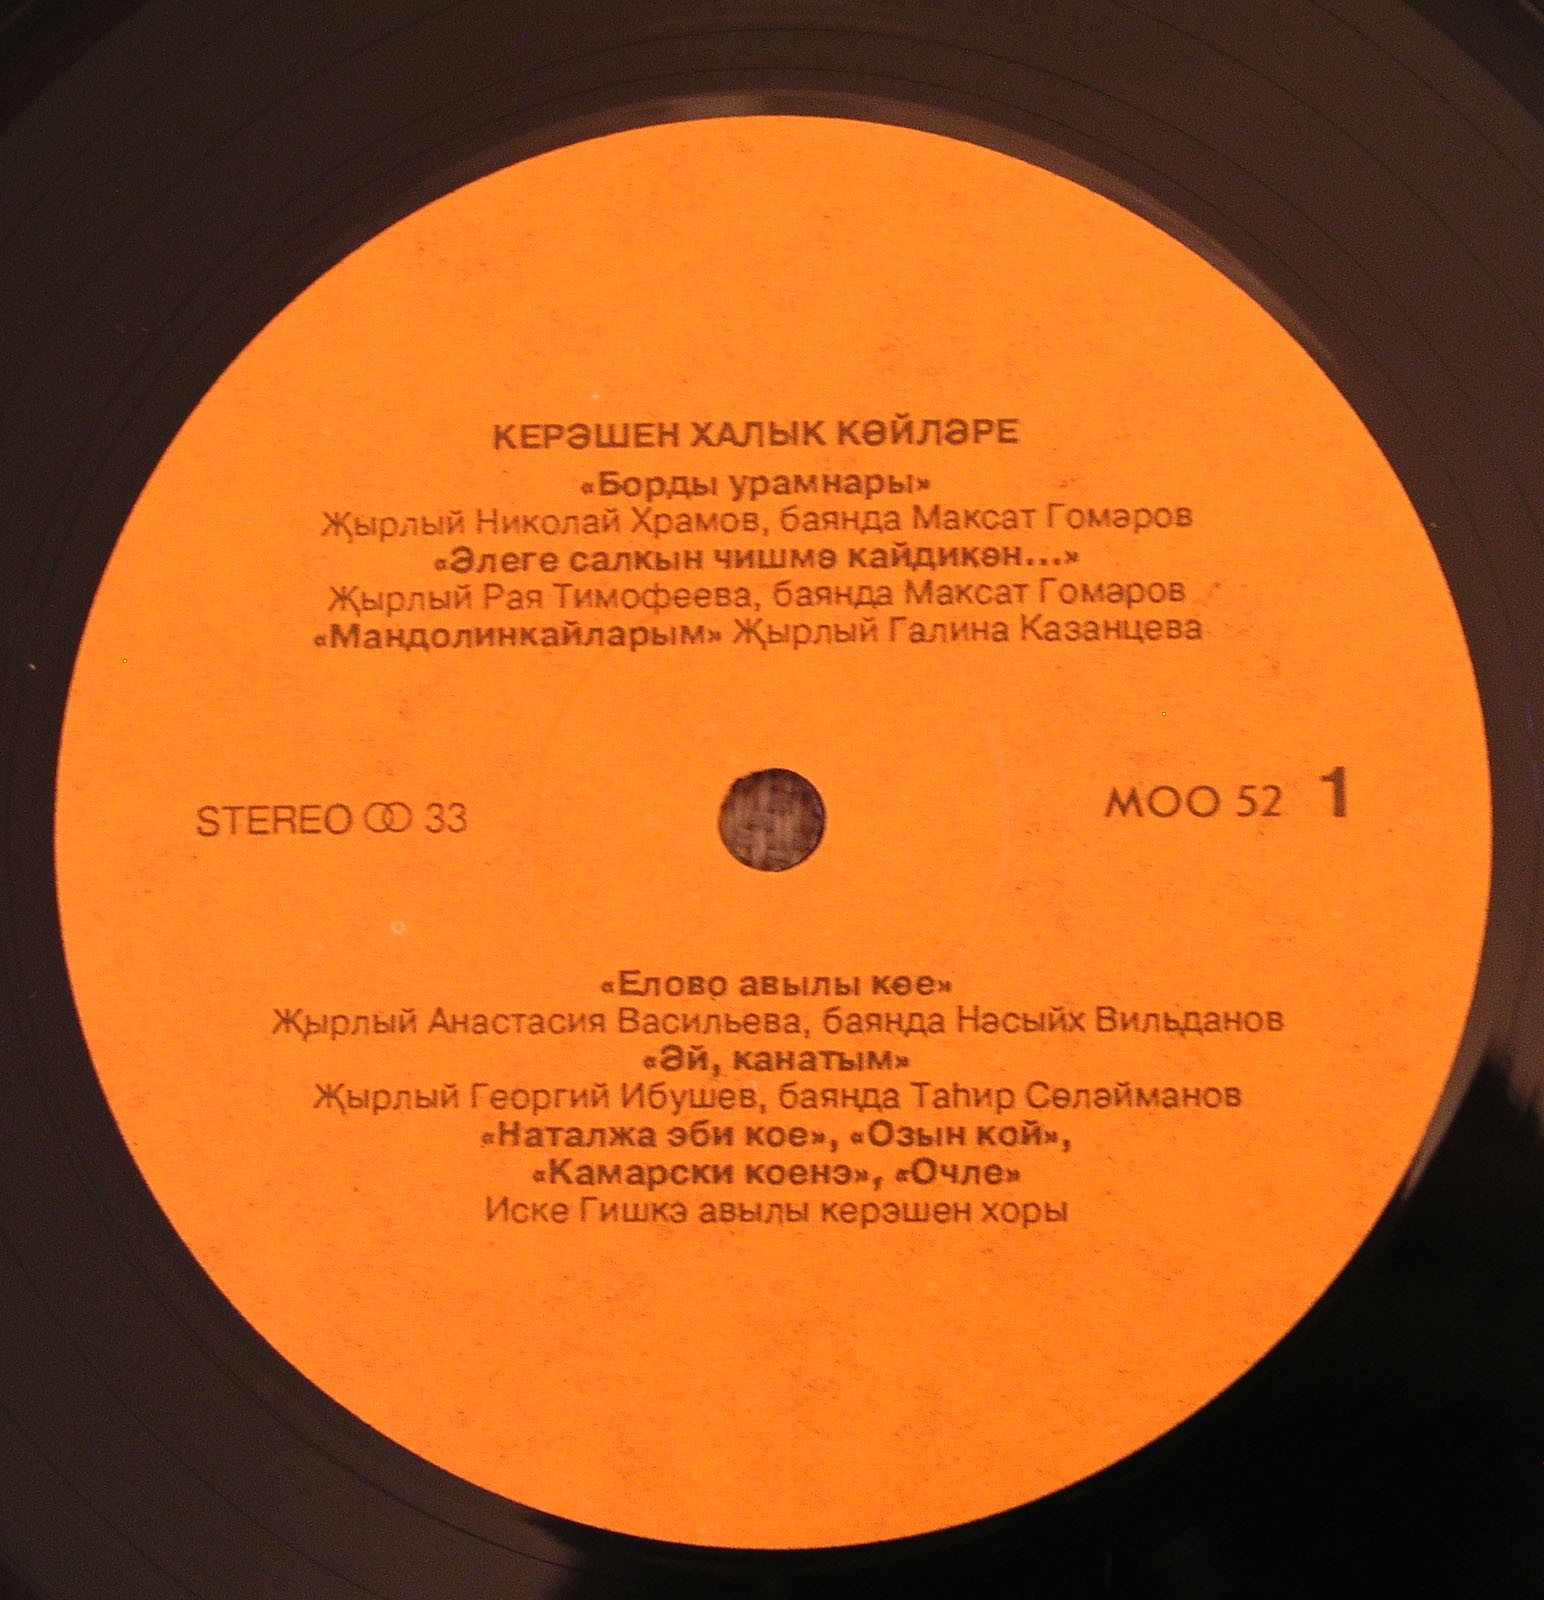 КЕРӘШЕН ХАЛЫК КӨЙЛӘРЕ
«Борды урамнары»
Җырлый Николай Храмов, баянда Максат Гомәров
«Әлеге салкын чишмә кайдикән...»
Җырлый Рая Тимофеева, баянда Максат Гомәров
«Мандолинкайларым» Җырлый Галина Казанцева
STEREO ꝏ 33
МОО 52 1
«Елово авылы көе»
Җырлый Анастасия Васильева, баянда Нәсыйх Вильданов
«Әй, канатым»
Җырлый Георгий Ибушев, баянда Таһир Сөләйманов
«Наталжа эби кое», «Озын кой»,
«Камарски коенэ», «Очле»
Иске Гишкэ авылы керэшен хоры